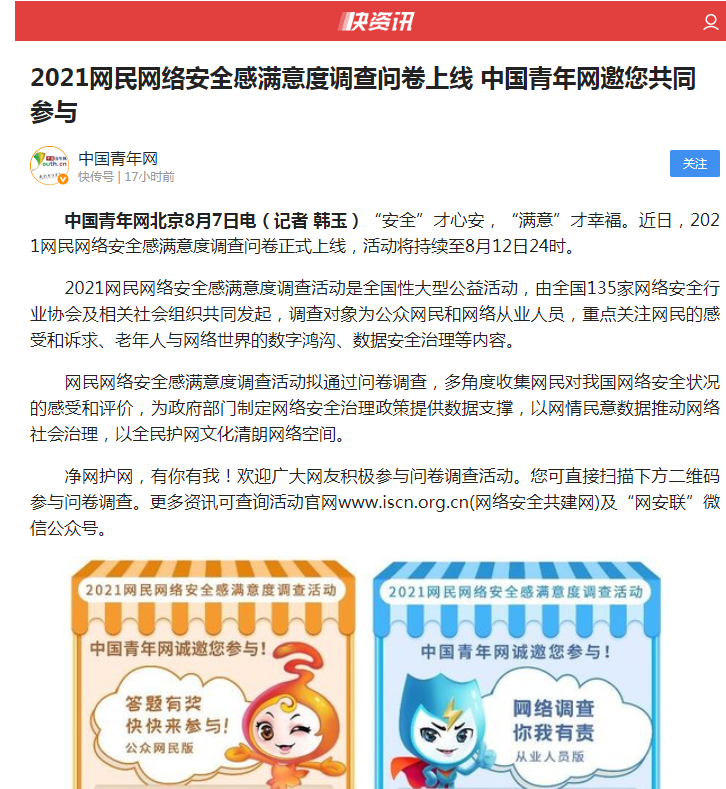 快资讯
2021网民网络安全感满意度调查问卷上线 中国青年网邀您共同
参与
中国青年网
快传号 | 17小时前
关注
中国青年网北京8月7日电（记者 韩玉）“安全”才心安，“满意”才幸福。近日，202
1网民网络安全感满意度调查问卷正式上线，活动将持续至8月12日24时。
2021网民网络安全感满意度调查活动是全国性大型公益活动，由全国135家网络安全行
业协会及相关社会组织共同发起，调查对象为公众网民和网络从业人员，重点关注网民的感
受和诉求、老年人与网络世界的数字鸿沟、数据安全治理等内容。
网民网络安全感满意度调查活动拟通过问卷调查，多角度收集网民对我国网络安全状况
的感受和评价，为政府部门制定网络安全治理政策提供数据支撑，以网情民意数据推动网络
社会治理，以全民护网文化清朗网络空间。
净网护网，有你有我！欢迎广大网友积极参与问卷调查活动。您可直接扫描下方二维码
参与问卷调查。更多资讯可查询活动官网www.iscn.org.cn(网络安全共建网)及“网安联”微
信公众号。
2021网民网络安全感满意度调查活动
中国青年网诚邀您参与！
答题有奖
快快来参与！
公众网民版
2021网民网络安全感满意度调查活动
中国青年网诚邀您参与！
网络调查
你我有责
从业人员版